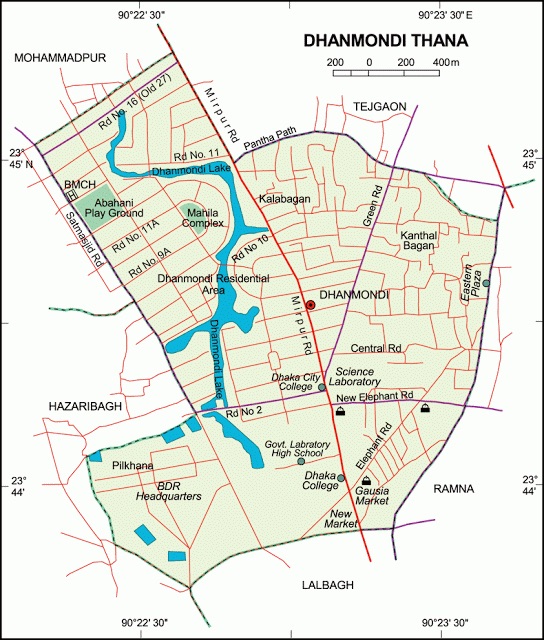 90°22' 30"
90°23' 30" E
DHANMONDI THANA
200 0 200 400 m
MOHAMMADPUR
TEJGAON
Rd No. 16 (Old 27)
Mirpur Rd
Pantha Path
23°
45' N
23°
45'
Rd No. 11
Dhanmondi Lake
BMCH
H
Abahani
Play Ground
Mahila
Complex
Kalabagan
Green Rd
Satmasjid Rd
Rd No. 11A
Rd No. 9A
Rd No. 10
Kanthal
Bagan
Eastern
Plaza
Dhanmondi Residential
Area
DHANMONDI
Mirpur Rd
Dhanmondi Lake
Central Rd
Dhaka City
College
Science
Laboratory
New Elephant Rd
HAZARIBAGH
Rd No 2
Elephant Rd
Govt. Labratory
High School
Pilkhana
BDR
Headquarters
Dhaka
College
Gausia
Market
RAMNA
23°
44'
23°
44'
New
Market
LALBAGH
90°22' 30"
90°23' 30"